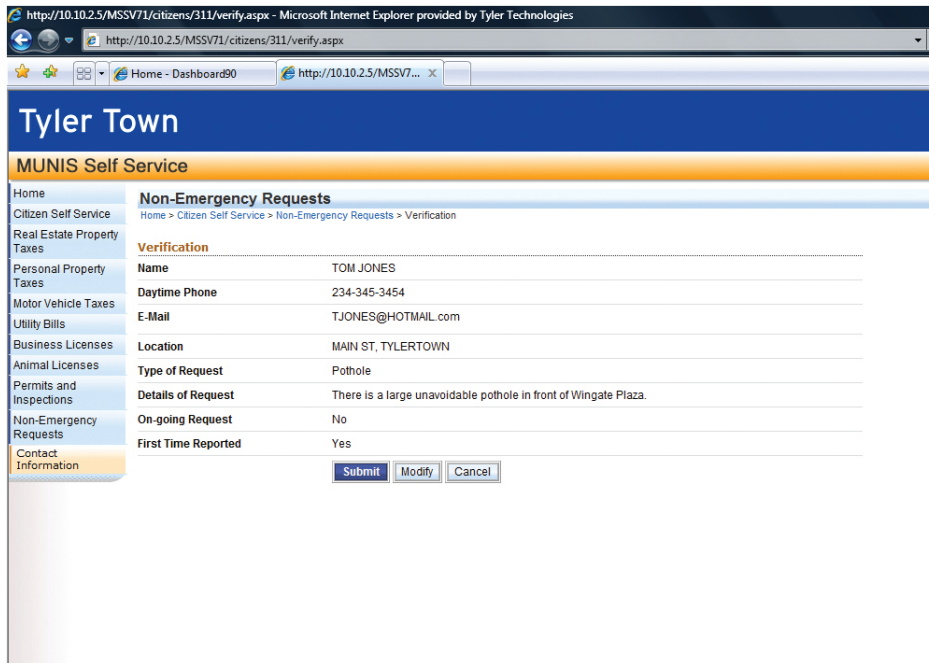 http://10.10.2.5/MSSV71/citizens/311/verify.aspx - Microsoft Internet Explorer provided by Tyler Technologies
http://10.10.2.5/MSSV71/citizens/311/verify.aspx
Home - Dashboard90
http://10.10.2.5/MSSV7...
Tyler Town
MUNIS Self Service
Home
Citizen Self Service
Real Estate Property
Taxes
Personal Property
Taxes
Motor Vehicle Taxes
Utility Bills
Business Licenses
Animal Licenses
Permits and
Inspections
Non-Emergency
Requests
Contact
Information
Non-Emergency Requests
Home > Citizen Self Service > Non-Emergency Requests > Verification
Verification
Name TOM JONES
Daytime Phone 234-345-3454
E-Mail TJONES@HOTMAIL.com
Location MAIN ST, TYLERTOWN
Type of Request Pothole
Details of Request There is a large unavoidable pothole in front of Wingate Plaza.
On-going Request No
First Time Reported Yes
Submit Modify Cancel